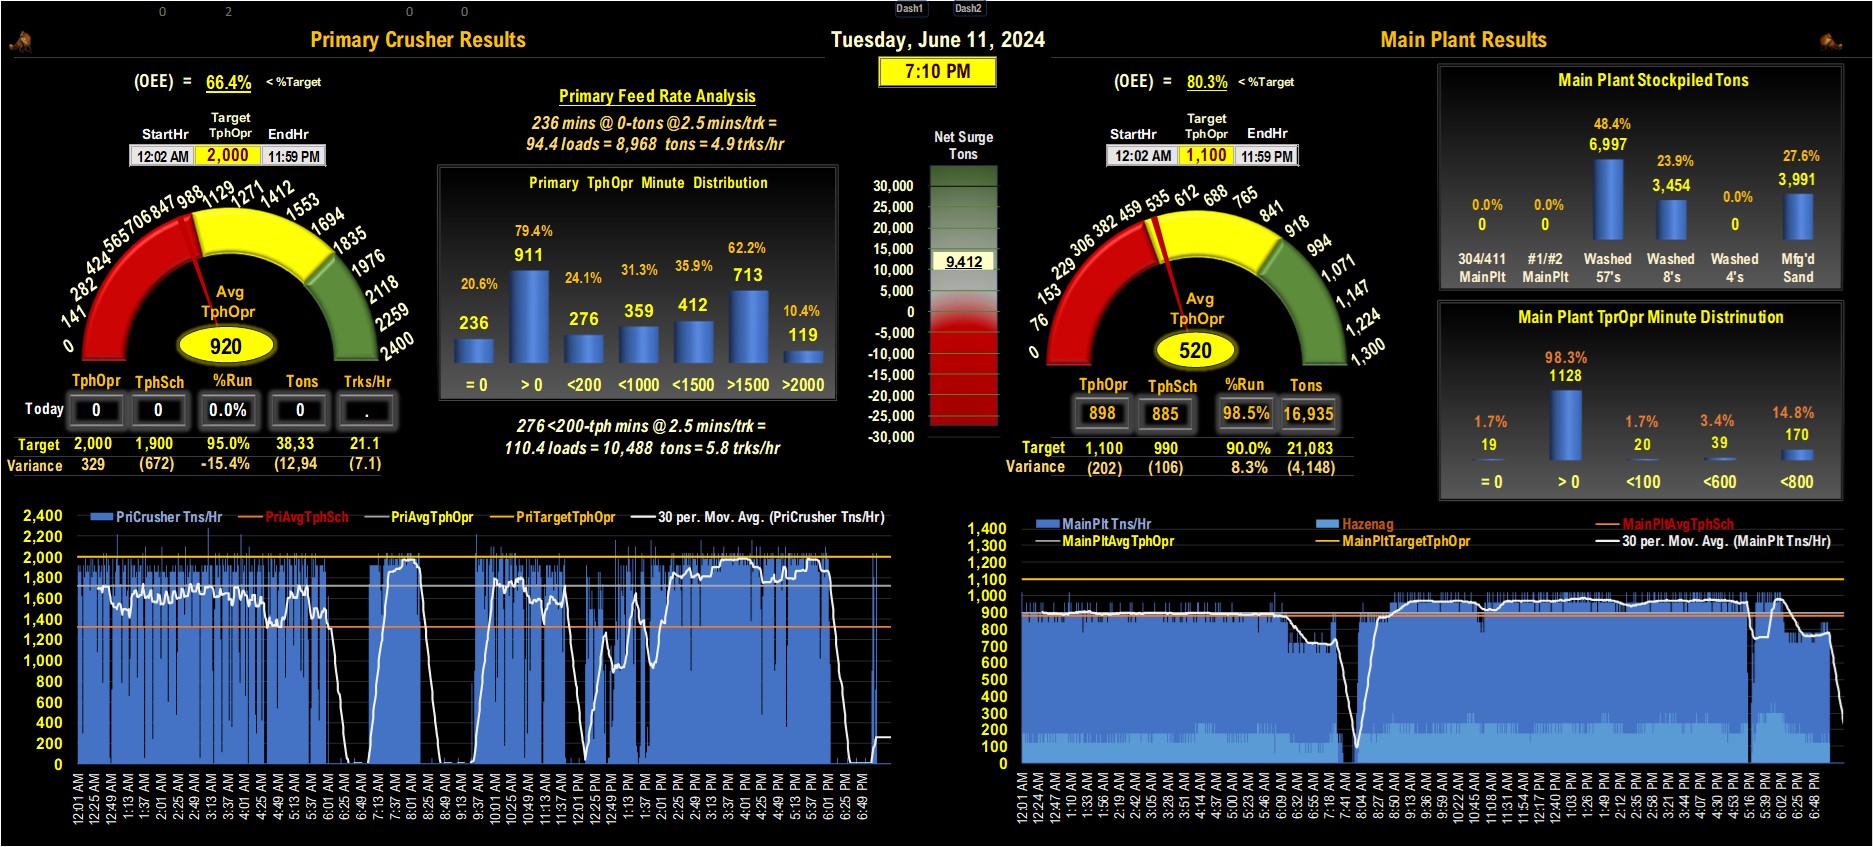 0 2 0 0 Dash1 Dash2
Primary Crusher Results
Tuesday, June 11, 2024
Main Plant Results
7:10 PM
(OEE) = 66.4% < %Target
StartHr Target TphOpr EndHr
12:02 AM 2,000 11:59 PM
0 141 282 424 565 706 847 988 1129 1271 1412 1553 1694 1835 1976 2118 2259 2400
Avg
TphOpr
920
TphOpr TphSch %Run Tons Trks/Hr
Today 0 0 0.0% 0 .
Target 2,000 1,900 95.0% 38,33 21.1
Variance 329 (672) -15.4% (12,94 (7.1)
Primary Feed Rate Analysis
236 mins @ 0-tons @2.5 mins/trk =
94.4 loads = 8,968 tons = 4.9 trks/hr
Primary TphOpr Minute Distribution
20.6% 79.4% 24.1% 31.3% 35.9% 62.2% 10.4%
236 911 276 359 412 713 119
= 0 > 0 <200 <1000 <1500 >1500 >2000
276 <200-tph mins @ 2.5 mins/trk =
110.4 loads = 10,488 tons = 5.8 trks/hr
Net Surge
Tons
30,000
25,000
20,000
15,000
10,000
5,000
0
-5,000
-10,000
-15,000
-20,000
-25,000
-30,000
9,412
(OEE) = 80.3% < %Target
StartHr Target TphOpr EndHr
12:02 AM 1,100 11:59 PM
0 76 153 229 306 382 459 535 612 688 765 841 918 994 1,071 1,147 1,224 1,300
Avg
TphOpr
520
TphOpr TphSch %Run Tons
898 885 98.5% 16,935
Target 1,100 990 90.0% 21,083
Variance (202) (106) 8.3% (4,148)
Main Plant Stockpiled Tons
0.0% 0.0% 48.4% 23.9% 0.0% 27.6%
0 0 6,997 3,454 0 3,991
304/411 #1/#2 Washed Washed Washed Mfg'd
MainPlt MainPlt 57's 8's 4's Sand
Main Plant TprOpr Minute Distrinution
1.7% 98.3% 1.7% 3.4% 14.8%
19 1128 20 39 170
= 0 > 0 <100 <600 <800
PriCrusher Tns/Hr PriAvgTphSch PriAvgTphOpr PriTargetTphOpr 30 per. Mov. Avg. (PriCrusher Tns/Hr)
2,400
2,200
2,000
1,800
1,600
1,400
1,200
1,000
800
600
400
200
0
12:01 AM 12:25 AM 12:49 AM 1:13 AM 1:37 AM 2:01 AM 2:25 AM 2:49 AM 3:13 AM 3:37 AM 4:01 AM 4:25 AM 4:49 AM 5:13 AM 5:37 AM 6:01 AM 6:25 AM 6:49 AM 7:13 AM 7:37 AM 8:01 AM 8:25 AM 8:49 AM 9:13 AM 9:37 AM 10:01 AM 10:25 AM 10:49 AM 11:13 AM 11:37 AM 12:01 PM 12:25 PM 12:49 PM 1:13 PM 1:37 PM 2:01 PM 2:25 PM 2:49 PM 3:13 PM 3:37 PM 4:01 PM 4:25 PM 4:49 PM 5:13 PM 5:37 PM 6:01 PM 6:25 PM 6:49 PM
MainPlt Tns/Hr Hazenag MainPltAvgTphSch
MainPltAvgTphOpr MainPltTargetTphOpr 30 per. Mov. Avg. (MainPlt Tns/Hr)
1,400
1,300
1,200
1,100
1,000
900
800
700
600
500
400
300
200
100
0
12:01 AM 12:24 AM 12:47 AM 1:10 AM 1:33 AM 1:56 AM 2:19 AM 2:42 AM 3:05 AM 3:28 AM 3:51 AM 4:14 AM 4:37 AM 5:00 AM 5:23 AM 5:46 AM 6:09 AM 6:32 AM 6:55 AM 7:18 AM 7:41 AM 8:04 AM 8:27 AM 8:50 AM 9:13 AM 9:36 AM 9:59 AM 10:22 AM 10:45 AM 11:08 AM 11:31 AM 11:54 AM 12:17 PM 12:40 PM 1:03 PM 1:26 PM 1:49 PM 2:12 PM 2:35 PM 2:58 PM 3:21 PM 3:44 PM 4:07 PM 4:30 PM 4:53 PM 5:16 PM 5:39 PM 6:02 PM 6:25 PM 6:48 PM